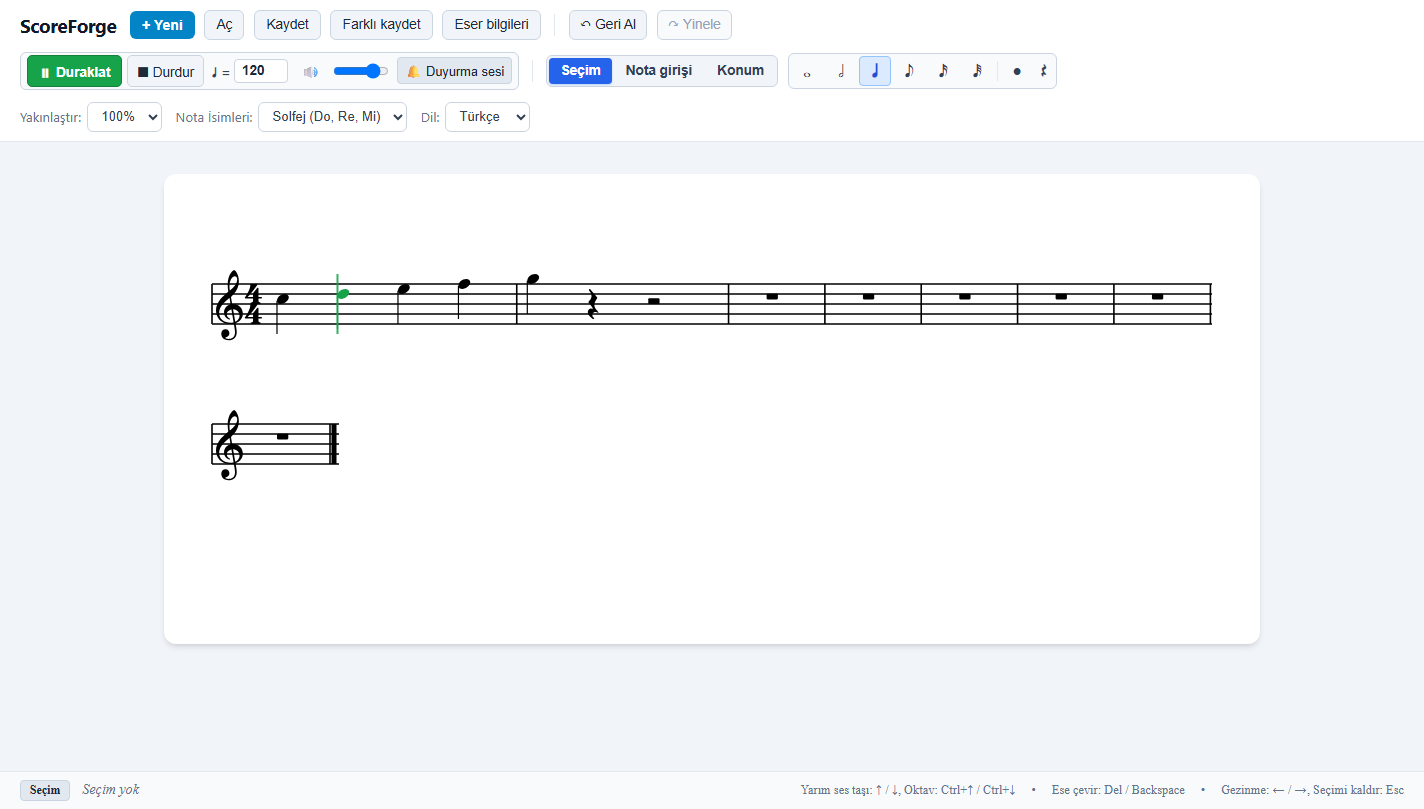 ScoreForge + Yeni Aç Kaydet Farklı kaydet Eser bilgileri Geri Al Yinele
Duraklat Durdur = 120 Duyurma sesi Seçim Nota girişi Konum
Yakınlaştır: 100% Nota İsimleri: Solfej (Do, Re, Mi) Dil: Türkçe
4
4
Seçim Seçim yok Yarım ses taşı: ↑ / ↓, Oktav: Ctrl+↑ / Ctrl+↓ • Ese çevir: Del / Backspace • Gezinme: ← / →, Seçimi kaldır: Esc